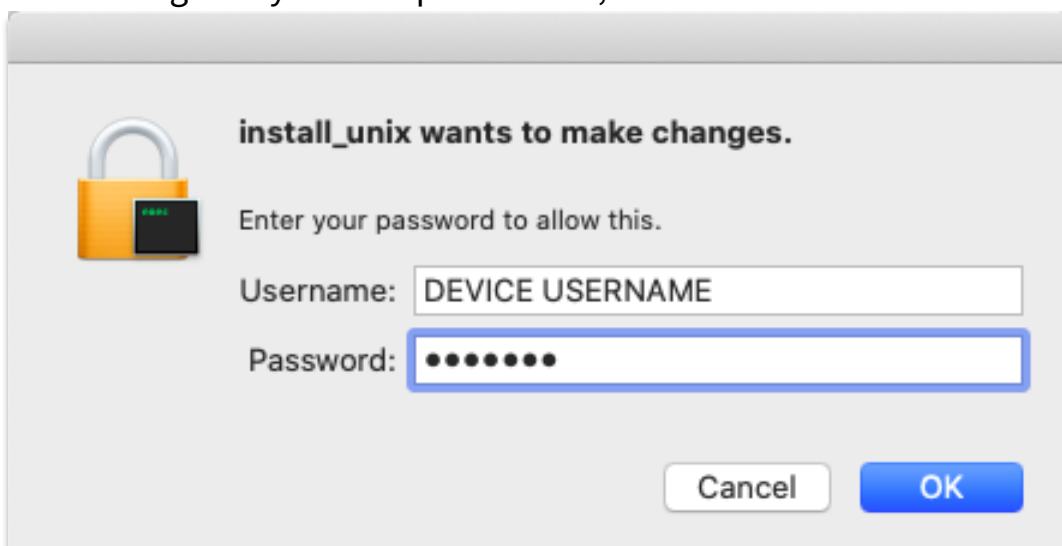 install_unix wants to make changes.
Enter your password to allow this.
Username: DEVICE USERNAME
Password: •••••••
Cancel OK